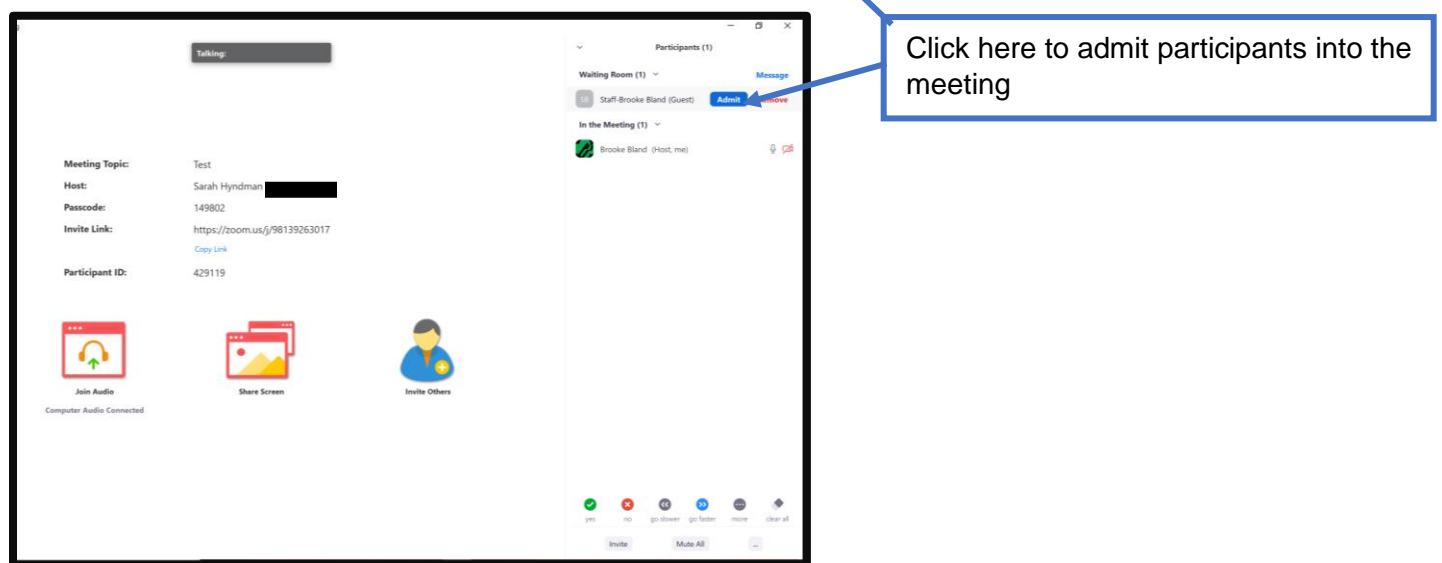 Talking:
Participants (1)
Waiting Room (1)
Message
Staff-Brooke Bland (Guest)
Admit
In the Meeting (1)
Brooke Bland (Host, me)
Click here to admit participants into the
meeting
Meeting Topic: Test
Host: Sarah Hyndman
Passcode: 149802
Invite Link: https://zoom.us/j/98139263017
Copy Link
Participant ID: 429119
Join Audio
Share Screen
Invite Others
Computer Audio Connected
yes no go slower go faster more clear all
Invite Mute All ...